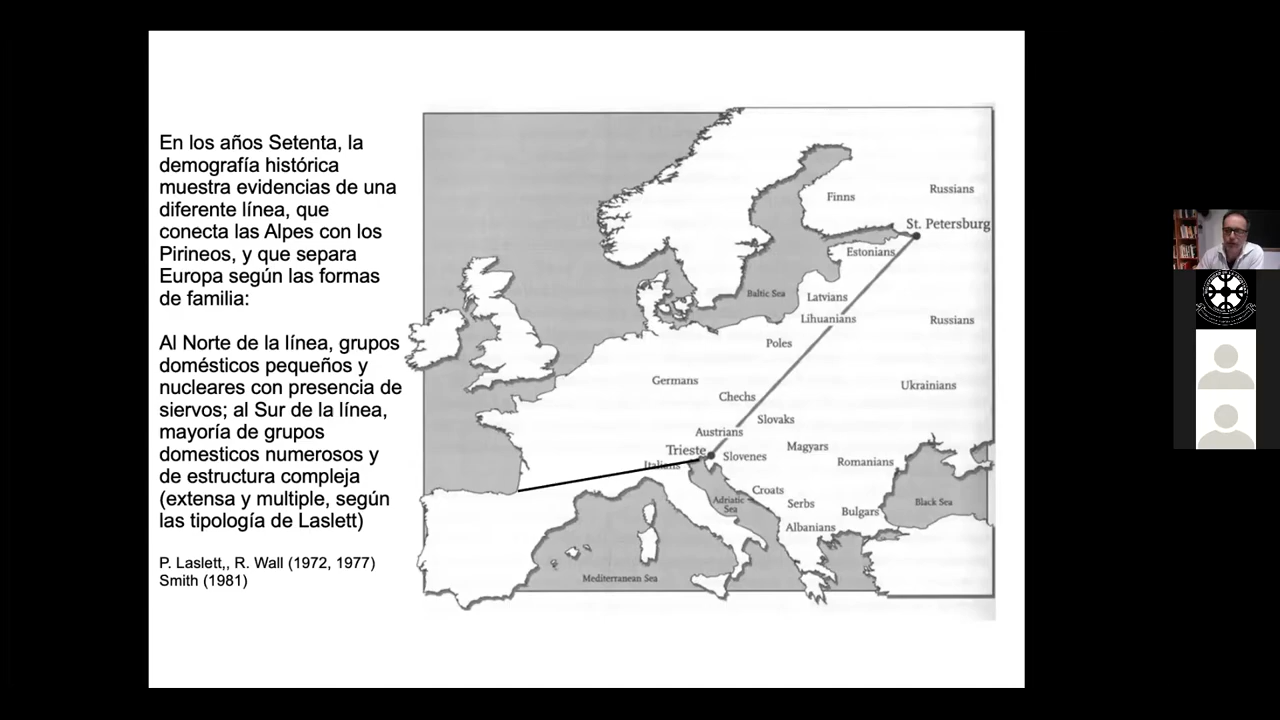 En los años Setenta, la
demografía histórica
muestra evidencias de una
diferente línea, que
conecta las Alpes con los
Pirineos, y que separa
Europa según las formas
de familia:
Al Norte de la línea, grupos
domésticos pequeños y
nucleares con presencia de
siervos; al Sur de la línea,
mayoría de grupos
domesticos numerosos y
de estructura compleja
(extensa y multiple, según
las tipología de Laslett)
P. Laslett,, R. Wall (1972, 1977)
Smith (1981)
Finns
Russians
St. Petersburg
Estonians
Baltic Sea
Latvians
Lihuanians
Russians
Poles
Germans
Ukrainians
Chechs
Slovaks
Austrians
Magyars
Trieste
Slovenes
Romanians
Italians
Croats
Adriatic
Sea
Serbs
Black Sea
Bulgars
Albanians
Mediterranean Sea